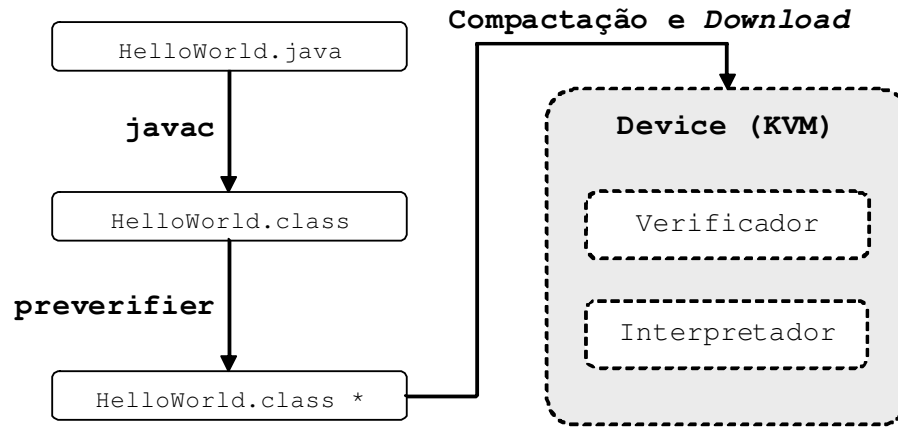 Compactação e Download
HelloWorld.java
javac
HelloWorld.class
preverifier
HelloWorld.class *
Device (KVM)
Verificador
Interpretador